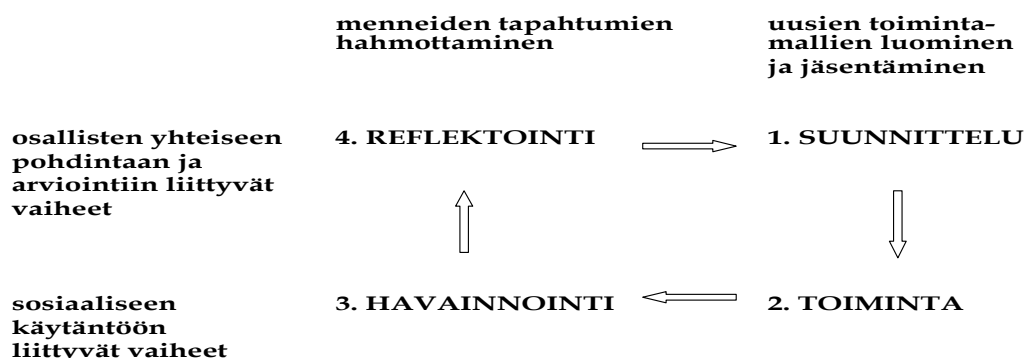 menneiden tapahtumien
hahmottaminen
uusien toiminta-
mallien luominen
ja jäsentäminen
osallisten yhteiseen
pohdintaan ja
arviointiin liittyvät
vaiheet
4. REFLEKTOINTI
1. SUUNNITTELU
sosiaaliseen
käytäntöön
liittyvät vaiheet
3. HAVAINNOINTI
2. TOIMINTA